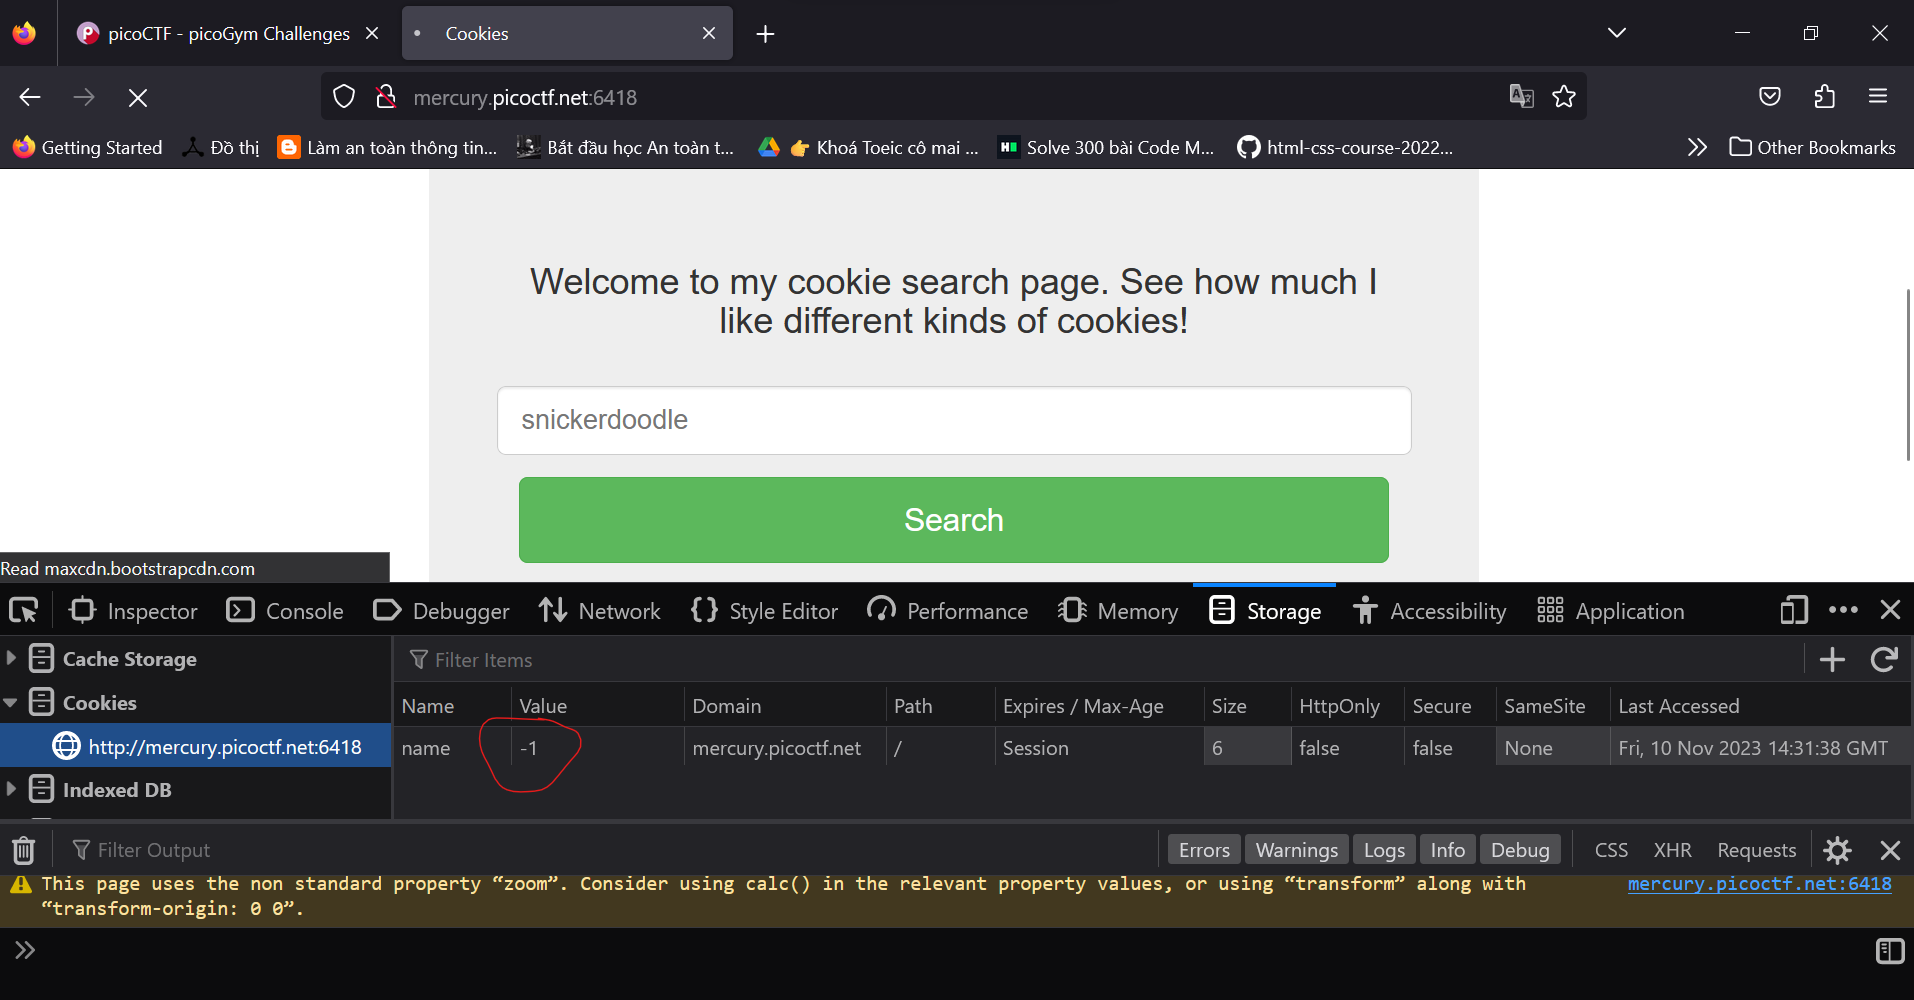 picoCTF - picoGym Challenges
Cookies
mercury.picoctf.net:6418
Getting Started Đồ thị Làm an toàn thông tin... Bắt đầu học An toàn t... Khoá Toeic cô mai ... Solve 300 bài Code M... html-css-course-2022... Other Bookmarks
Welcome to my cookie search page. See how much I
like different kinds of cookies!
snickerdoodle
Search
Read maxcdn.bootstrapcdn.com
Inspector Console Debugger Network Style Editor Performance Memory Storage Accessibility Application
Cache Storage
Cookies
http://mercury.picoctf.net:6418
Indexed DB
Filter Items
Name Value Domain Path Expires / Max-Age Size HttpOnly Secure SameSite Last Accessed
name -1 mercury.picoctf.net / Session 6 false false None Fri, 10 Nov 2023 14:31:38 GMT
Filter Output
Errors Warnings Logs Info Debug CSS XHR Requests
This page uses the non standard property “zoom”. Consider using calc() in the relevant property values, or using “transform” along with
“transform-origin: 0 0”.
mercury.picoctf.net:6418